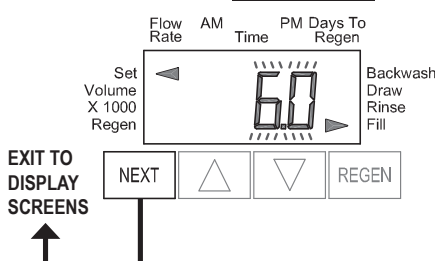 Flow Rate AM Time PM Days To Regen
Set
Volume
X 1000
Regen
6.0
Backwash
Draw
Rinse
Fill
EXIT TO
DISPLAY
SCREENS
NEXT
REGEN